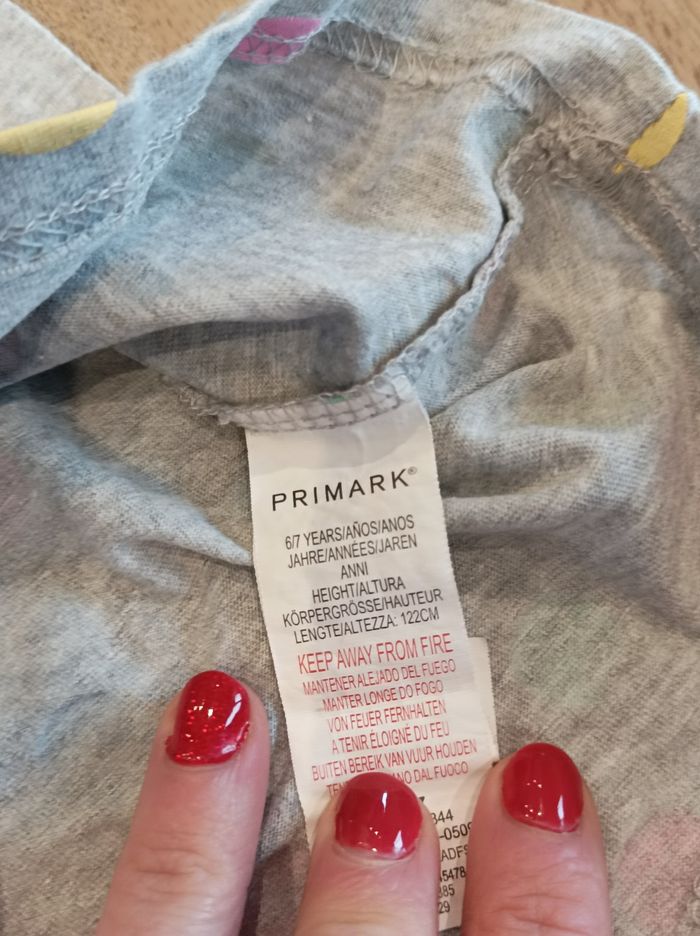 PRIMARK®
6/7 YEARS/AÑOS/ANOS
JAHRE/ANNÉES/JAREN
ANNI
HEIGHT/ALTURA
KÖRPERGRÖSSE/HAUTEUR
LENGTE/ALTEZZA: 122CM
KEEP AWAY FROM FIRE
MANTENER ALEJADO DEL FUEGO
MANTER LONGE DO FOGO
VON FEUER FERNHALTEN
A TENIR ÉLOIGNÉ DU FEU
BUITEN BEREIK VAN VUUR HOUDEN
DAL FUOCO